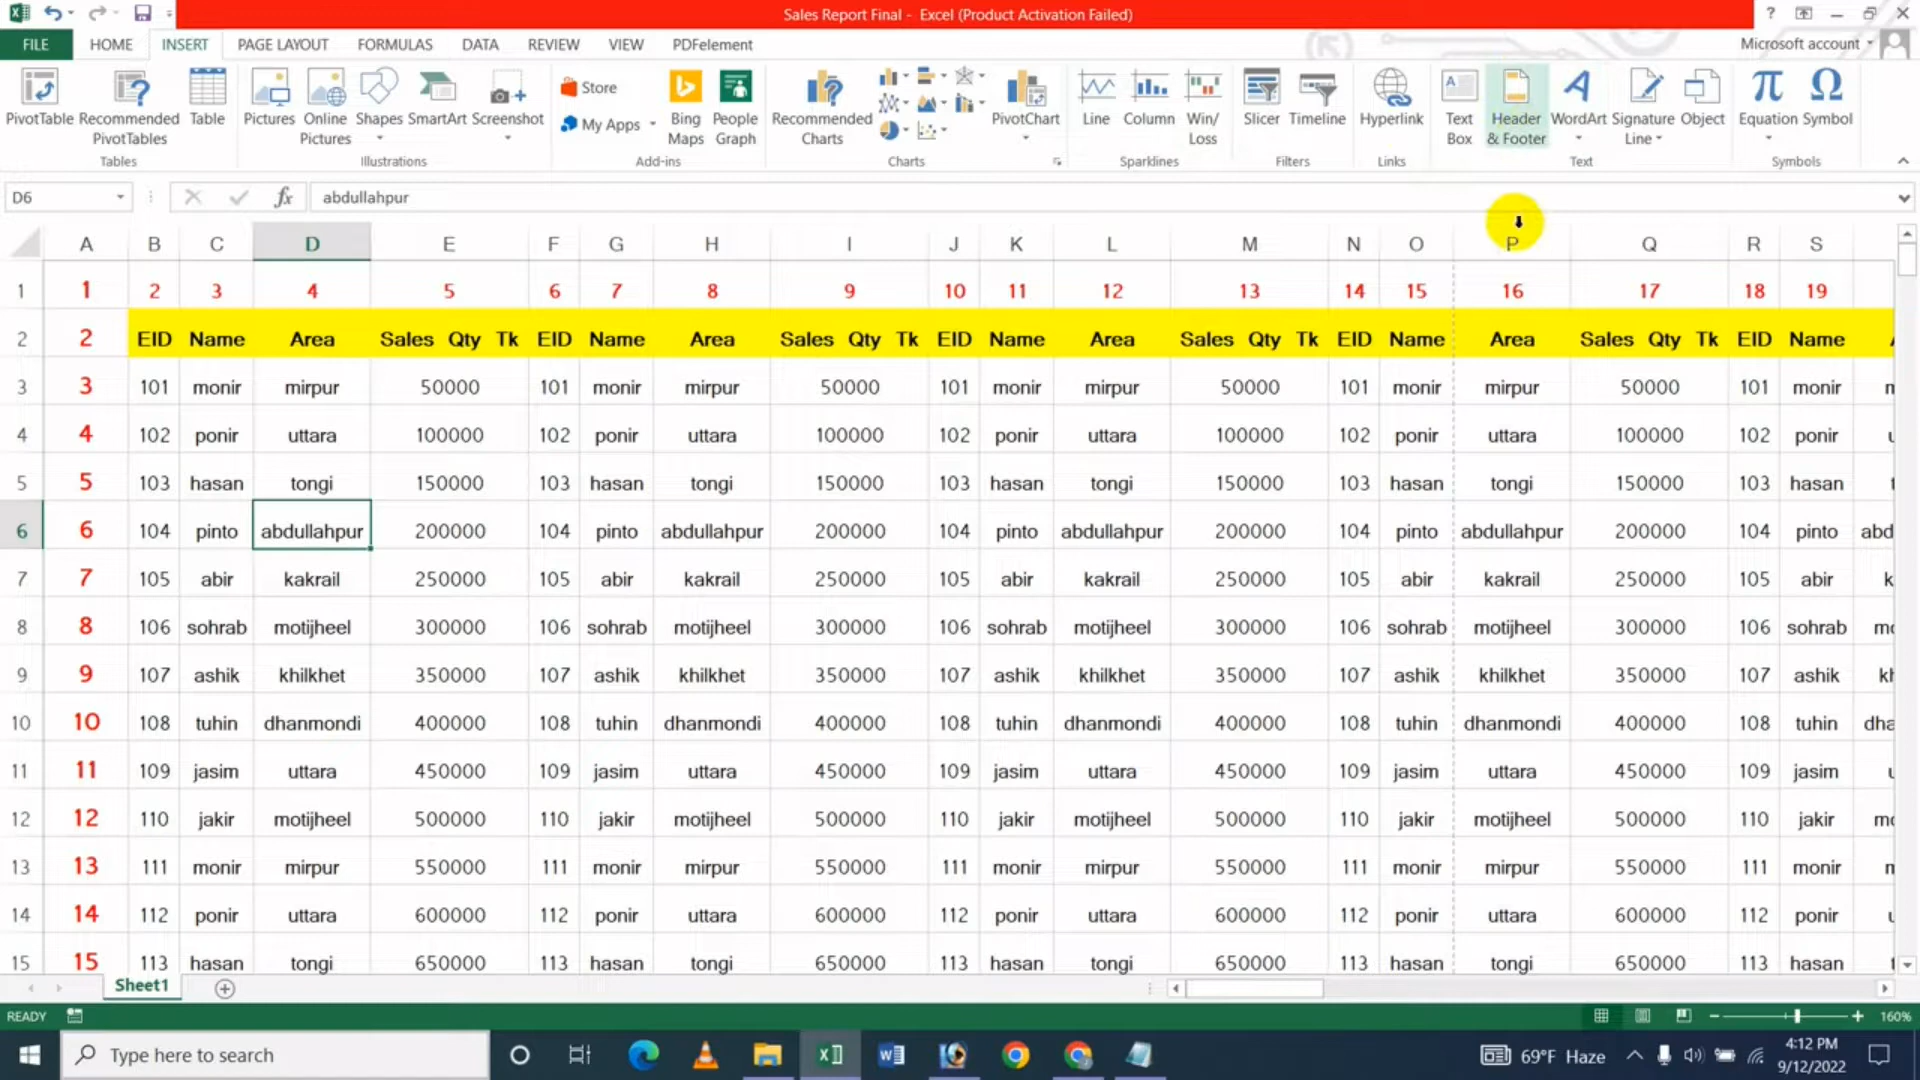 Sales Report Final - Excel (Product Activation Failed)
FILE HOME INSERT PAGE LAYOUT FORMULAS DATA REVIEW VIEW PDFelement Microsoft account
PivotTable Recommended PivotTables Table Pictures Online Pictures Shapes SmartArt Screenshot Store My Apps Bing Maps People Graph Recommended Charts PivotChart Line Column Win/Loss Slicer Timeline Hyperlink Text Box Header & Footer WordArt Signature Line Object Equation Symbol
Tables Illustrations Add-ins Charts Sparklines Filters Links Text Symbols
D6 fx abdullahpur
A B C D E F G H I J K L M N O P Q R S
1 1 2 3 4 5 6 7 8 9 10 11 12 13 14 15 16 17 18 19
2 2 EID Name Area Sales Qty Tk EID Name Area Sales Qty Tk EID Name Area Sales Qty Tk EID Name Area Sales Qty Tk EID Name
3 3 101 monir mirpur 50000 101 monir mirpur 50000 101 monir mirpur 50000 101 monir mirpur 50000 101 monir
4 4 102 ponir uttara 100000 102 ponir uttara 100000 102 ponir uttara 100000 102 ponir uttara 100000 102 ponir
5 5 103 hasan tongi 150000 103 hasan tongi 150000 103 hasan tongi 150000 103 hasan tongi 150000 103 hasan
6 6 104 pinto abdullahpur 200000 104 pinto abdullahpur 200000 104 pinto abdullahpur 200000 104 pinto abdullahpur 200000 104 pinto abd
7 7 105 abir kakrail 250000 105 abir kakrail 250000 105 abir kakrail 250000 105 abir kakrail 250000 105 abir k
8 8 106 sohrab motijheel 300000 106 sohrab motijheel 300000 106 sohrab motijheel 300000 106 sohrab motijheel 300000 106 sohrab
9 9 107 ashik khilkhet 350000 107 ashik khilkhet 350000 107 ashik khilkhet 350000 107 ashik khilkhet 350000 107 ashik
10 10 108 tuhin dhanmondi 400000 108 tuhin dhanmondi 400000 108 tuhin dhanmondi 400000 108 tuhin dhanmondi 400000 108 tuhin dha
11 11 109 jasim uttara 450000 109 jasim uttara 450000 109 jasim uttara 450000 109 jasim uttara 450000 109 jasim
12 12 110 jakir motijheel 500000 110 jakir motijheel 500000 110 jakir motijheel 500000 110 jakir motijheel 500000 110 jakir
13 13 111 monir mirpur 550000 111 monir mirpur 550000 111 monir mirpur 550000 111 monir mirpur 550000 111 monir
14 14 112 ponir uttara 600000 112 ponir uttara 600000 112 ponir uttara 600000 112 ponir uttara 600000 112 ponir
15 15 113 hasan tongi 650000 113 hasan tongi 650000 113 hasan tongi 650000 113 hasan tongi 650000 113 hasan
Sheet1
READY 160%
Type here to search 69°F Haze 4:12 PM
9/12/2022